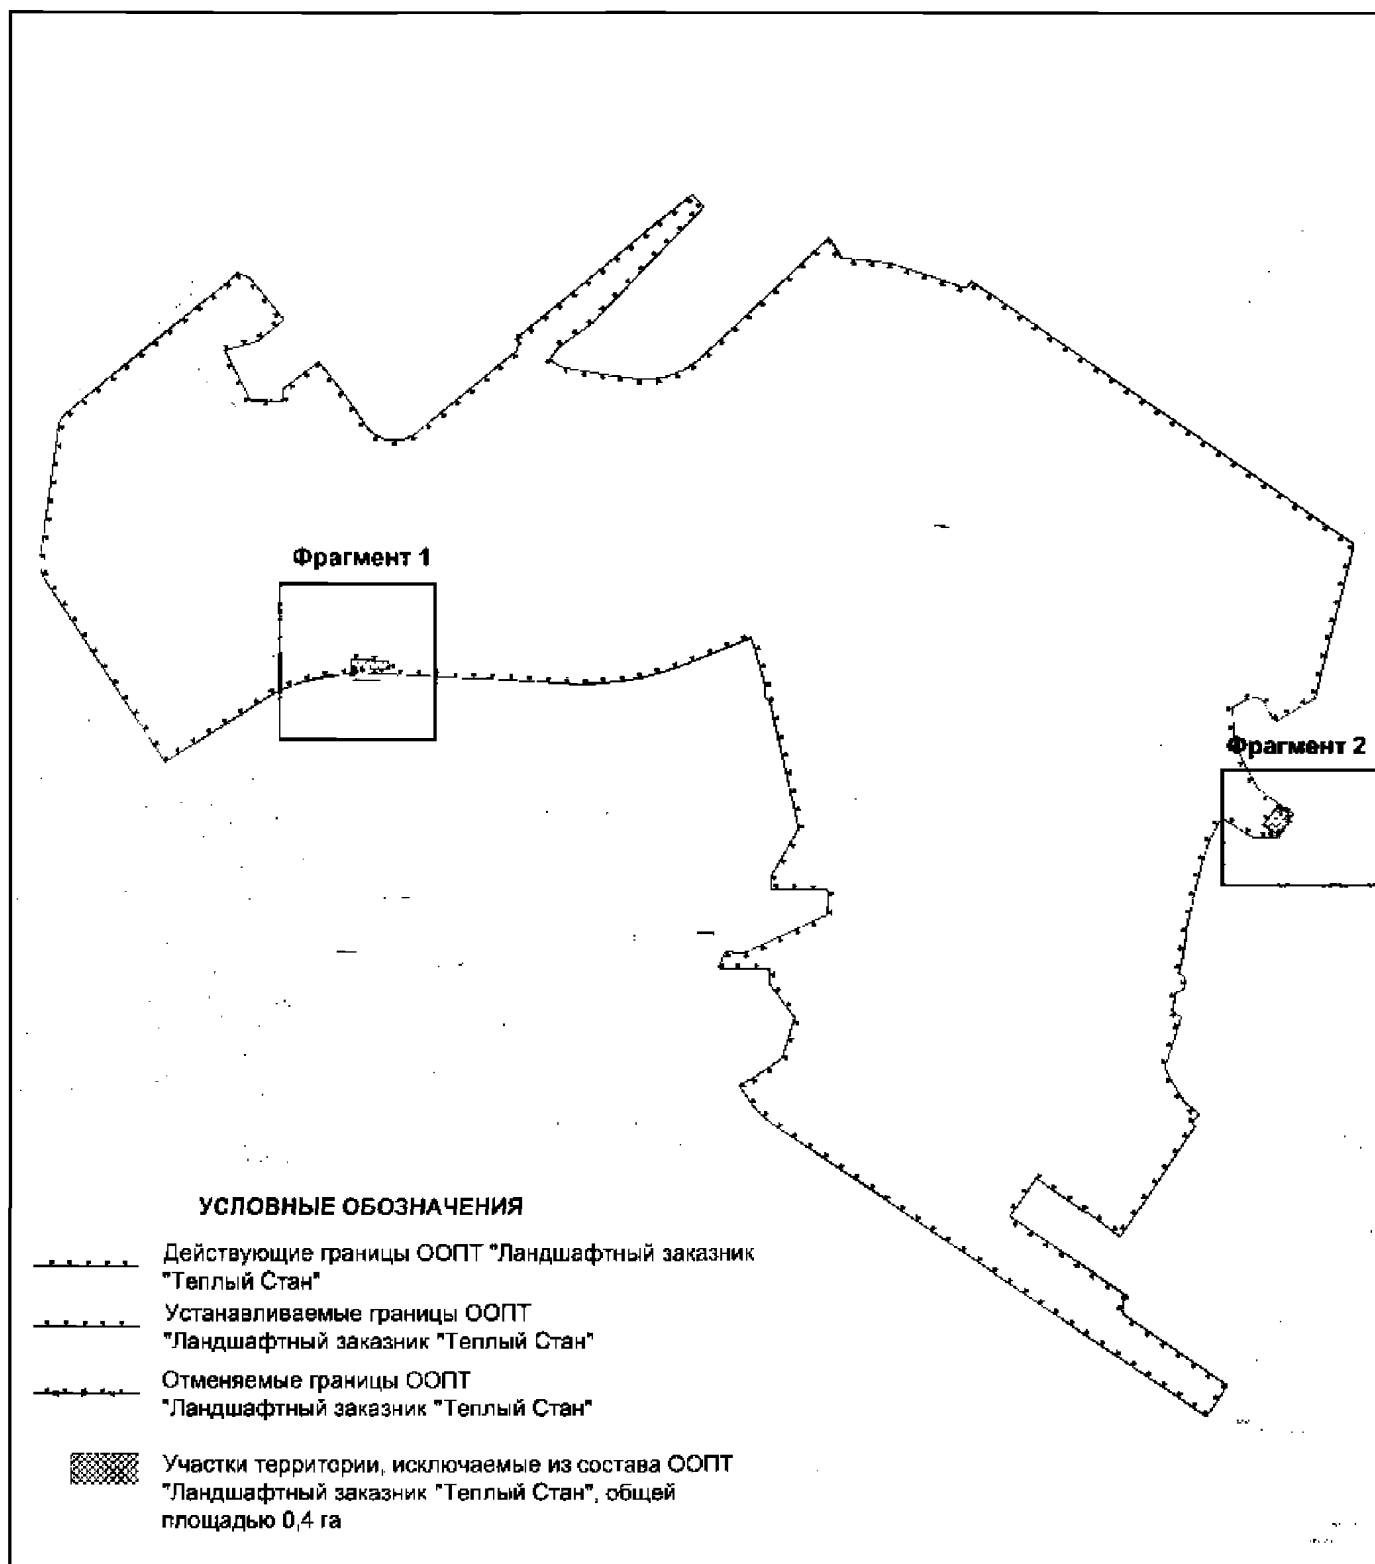 Фрагмент 1
Фрагмент 2
УСЛОВНЫЕ ОБОЗНАЧЕНИЯ
Действующие границы ООПТ "Ландшафтный заказник
"Теплый Стан"
Устанавливаемые границы ООПТ
"Ландшафтный заказник "Теплый Стан"
Отменяемые границы ООПТ
"Ландшафтный заказник "Теплый Стан"
Участки территории, исключаемые из состава ООПТ
"Ландшафтный заказник "Теплый Стан", общей
площадью 0,4 га